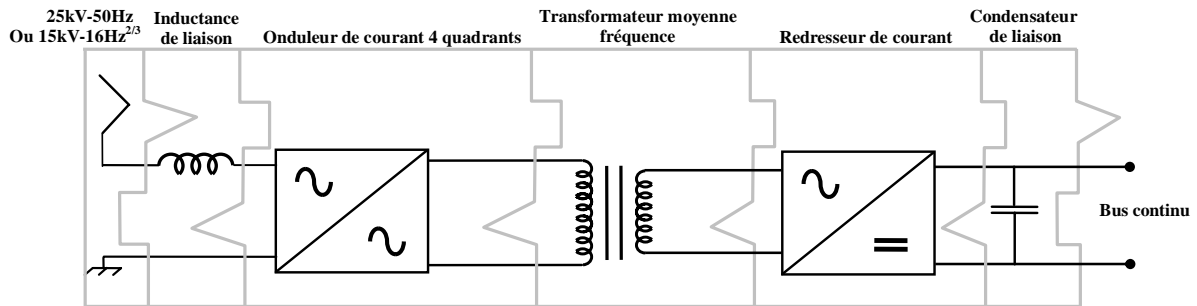 25kV-50Hz
Ou 15kV-16Hz2/3
Inductance
de liaison
Onduleur de courant 4 quadrants
Transformateur moyenne
fréquence
Redresseur de courant
Condensateur
de liaison
Bus continu